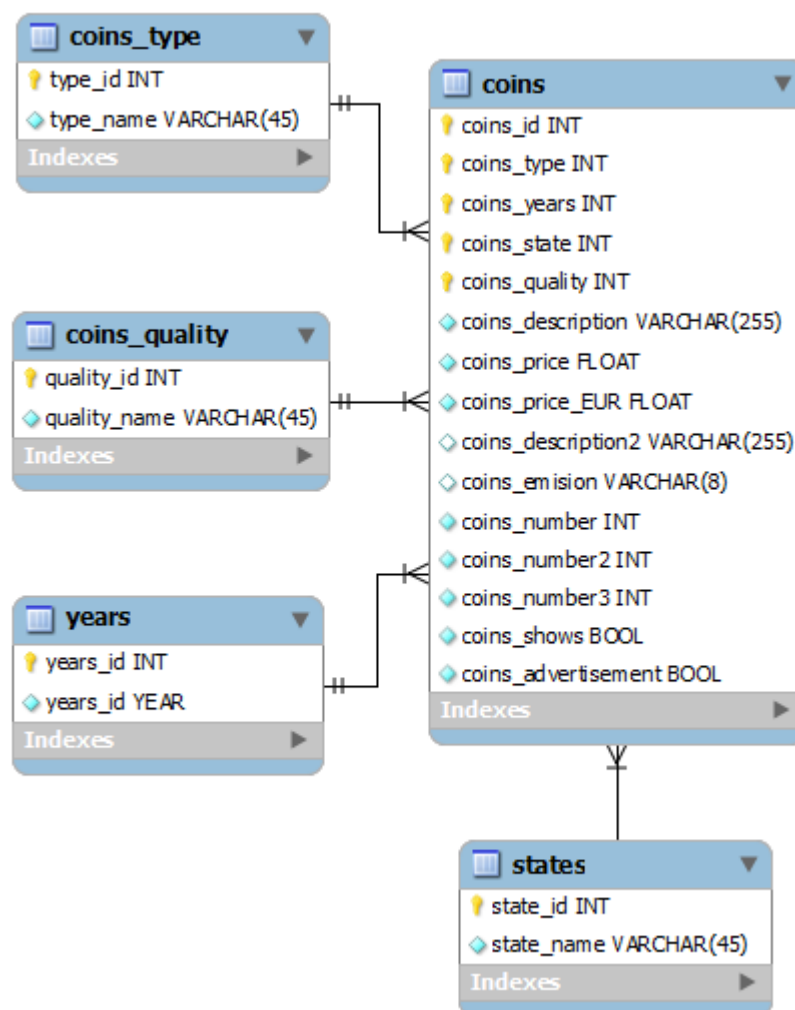 coins_type
type_id INT
type_name VARCHAR(45)
Indexes
coins_quality
quality_id INT
quality_name VARCHAR(45)
Indexes
years
years_id INT
years_id YEAR
Indexes
coins
coins_id INT
coins_type INT
coins_years INT
coins_state INT
coins_quality INT
coins_description VARCHAR(255)
coins_price FLOAT
coins_price_EUR FLOAT
coins_description2 VARCHAR(255)
coins_emision VARCHAR(8)
coins_number INT
coins_number2 INT
coins_number3 INT
coins_shows BOOL
coins_advertisement BOOL
Indexes
states
state_id INT
state_name VARCHAR(45)
Indexes